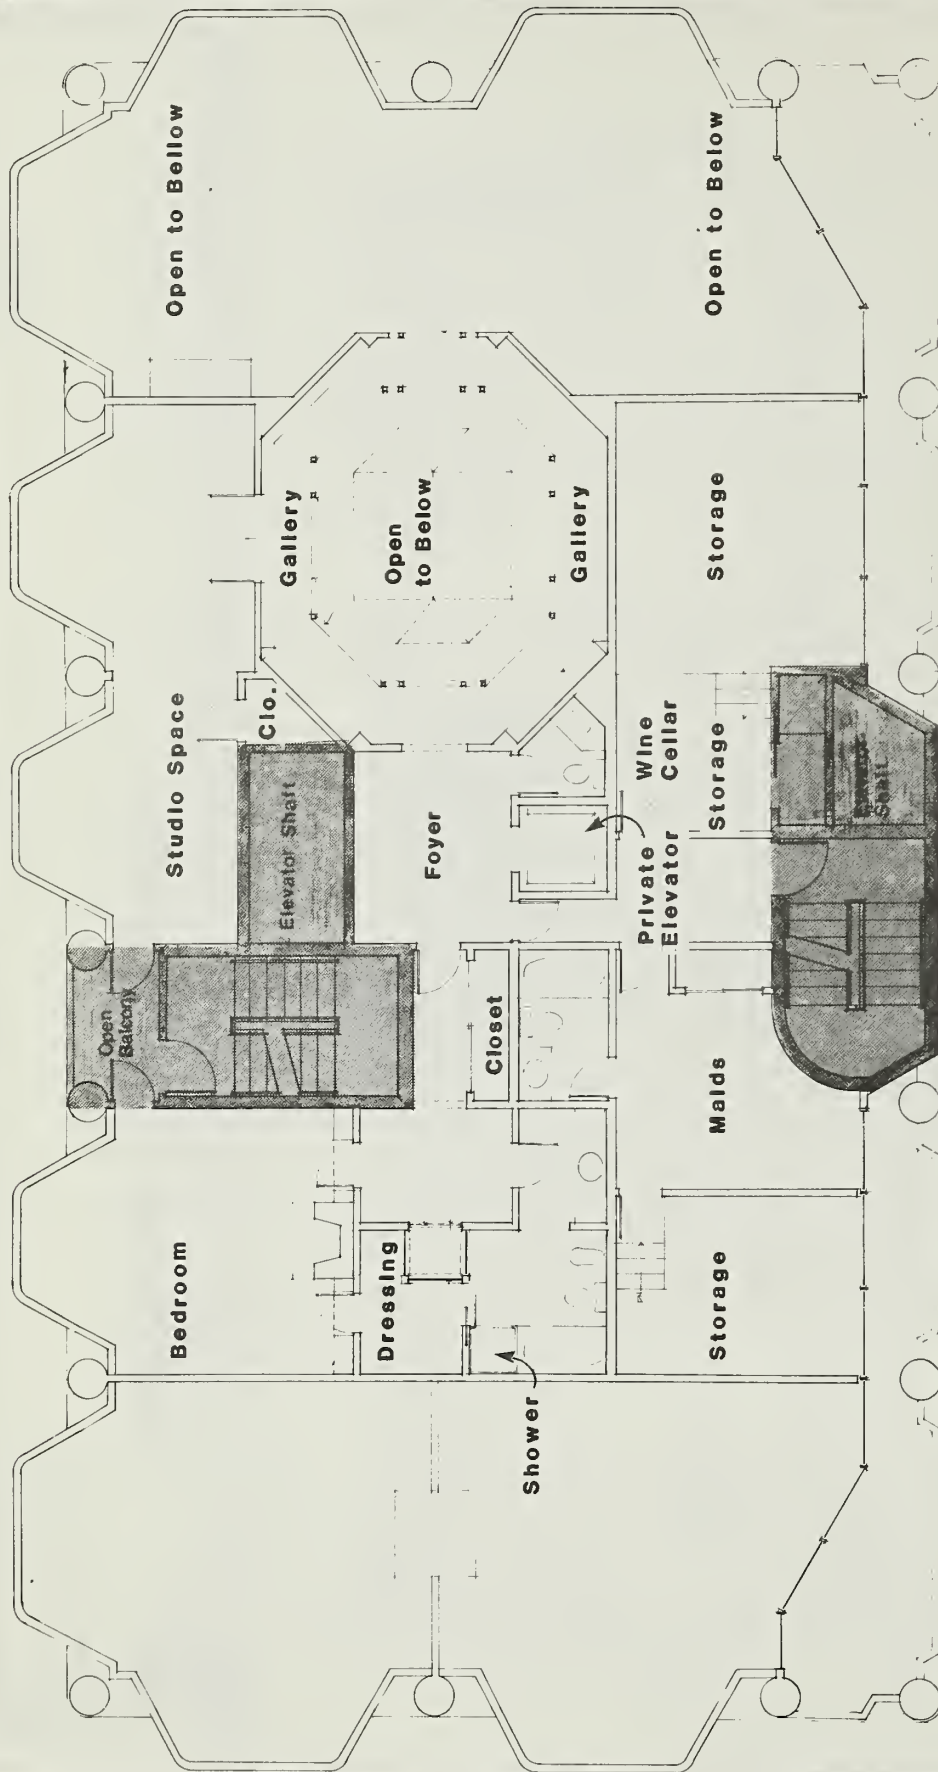 Open
Balcony
Bedroom
Studio Space
Open to Bellow
Clo.
Elevator Shaft
Gallery
Dressing
Open
to Below
Foyer
Closet
Shower
Gallery
Private
Elevator
Wine
Cellar
Storage
Maids
Storage
Storage
Open to Below
Shaft